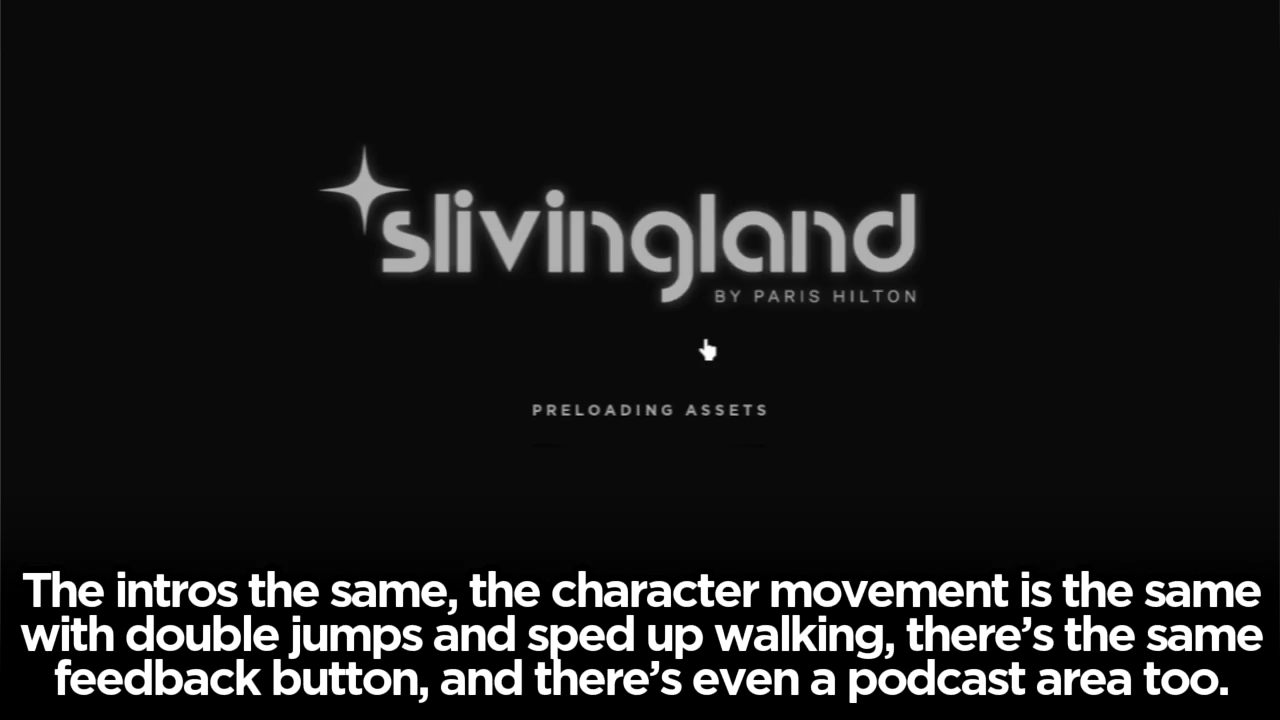 slivingland
BY PARIS HILTON
PRELOADING ASSETS
The intros the same, the character movement is the same
with double jumps and sped up walking, there’s the same
feedback button, and there’s even a podcast area too.